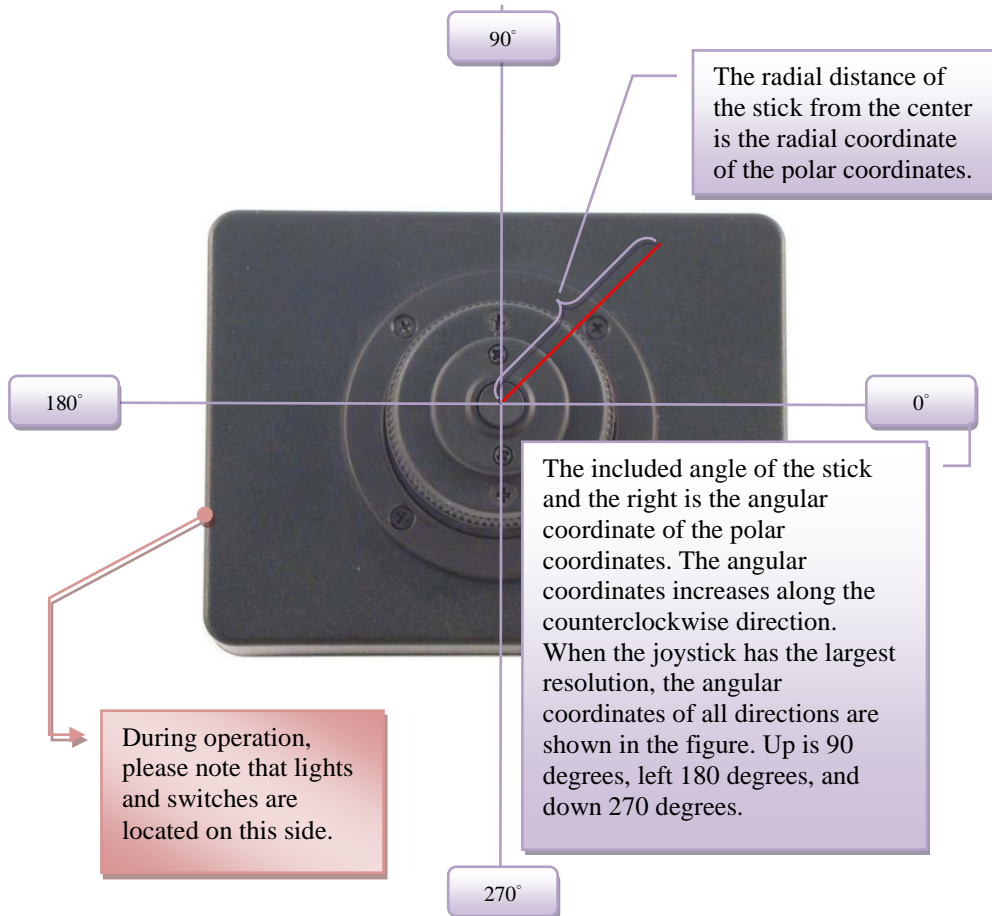 90°
The radial distance of
the stick from the center
is the radial coordinate
of the polar coordinates.
180°
0°
The included angle of the stick
and the right is the angular
coordinate of the polar
coordinates. The angular
coordinates increases along the
counterclockwise direction.
When the joystick has the largest
resolution, the angular
coordinates of all directions are
shown in the figure. Up is 90
degrees, left 180 degrees, and
down 270 degrees.
During operation,
please note that lights
and switches are
located on this side.
270°